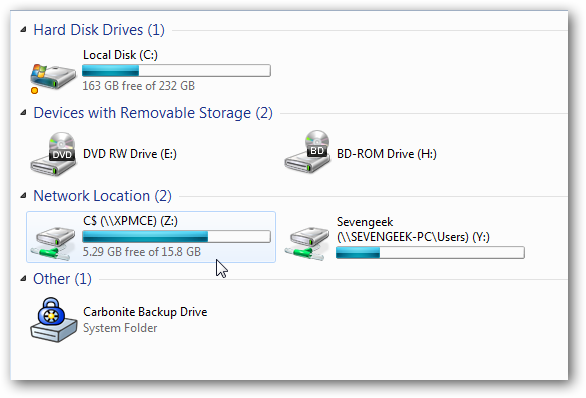 Hard Disk Drives (1)
Local Disk (C:)
163 GB free of 232 GB
Devices with Removable Storage (2)
DVD
DVD RW Drive (E:)
BD
BD-ROM Drive (H:)
Network Location (2)
C$ (\\XPMCE) (Z:)
5.29 GB free of 15.8 GB
Sevengeek
(\\SEVENGEEK-PC\Users) (Y:)
Other (1)
Carbonite Backup Drive
System Folder